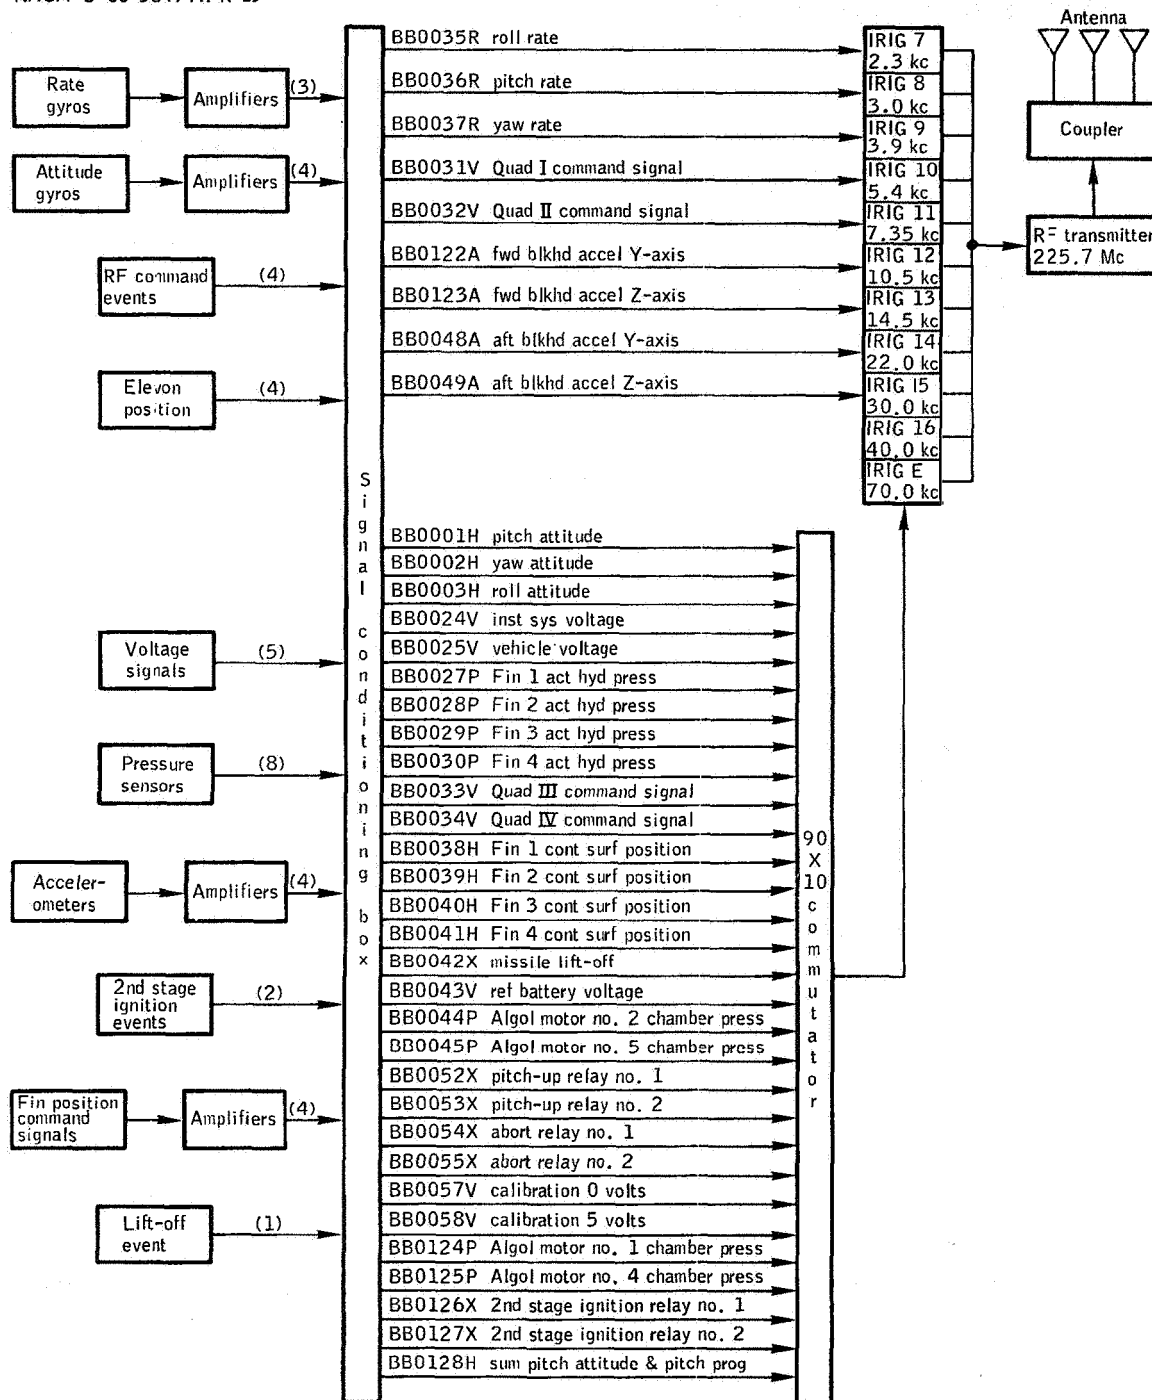 Antenna
BB0035R roll rate
IRIG 7
2.3 kc
Rate
gyros
Amplifiers
(3)
BB0036R pitch rate
IRIG 8
3.0 kc
BB0037R yaw rate
IRIG 9
3.9 kc
Coupler
Attitude
gyros
Amplifiers
(4)
BB0031V Quad I command signal
IRIG 10
5.4 kc
BB0032V Quad II command signal
IRIG 11
7.35 kc
RF transmitter
225.7 Mc
RF command
events
(4)
BB0122A fwd blkhd accel Y-axis
IRIG 12
10.5 kc
BB0123A fwd blkhd accel Z-axis
IRIG 13
14.5 kc
BB0048A aft blkhd accel Y-axis
IRIG 14
22.0 kc
Elevon
position
(4)
BB0049A aft blkhd accel Z-axis
IRIG 15
30.0 kc
IRIG 16
40.0 kc
IRIG E
70.0 kc
Signal conditioning box
BB0001H pitch attitude
BB0002H yaw attitude
BB0003H roll attitude
BB0024V inst sys voltage
Voltage
signals
(5)
BB0025V vehicle voltage
BB0027P Fin 1 act hyd press
BB0028P Fin 2 act hyd press
BB0029P Fin 3 act hyd press
Pressure
sensors
(8)
BB0030P Fin 4 act hyd press
BB0033V Quad III command signal
BB0034V Quad IV command signal
90 X 10 commutator
BB0038H Fin 1 cont surf position
Acceler-
ometers
Amplifiers
(4)
BB0039H Fin 2 cont surf position
BB0040H Fin 3 cont surf position
BB0041H Fin 4 cont surf position
BB0042X missile lift-off
2nd stage
ignition
events
(2)
BB0043V ref battery voltage
BB0044P Algol motor no. 2 chamber press
BB0045P Algol motor no. 5 chamber press
BB0052X pitch-up relay no. 1
Fin position
command
signals
Amplifiers
(4)
BB0053X pitch-up relay no. 2
BB0054X abort relay no. 1
BB0055X abort relay no. 2
BB0057V calibration 0 volts
Lift-off
event
(1)
BB0058V calibration 5 volts
BB0124P Algol motor no. 1 chamber press
BB0125P Algol motor no. 4 chamber press
BB0126X 2nd stage ignition relay no. 1
BB0127X 2nd stage ignition relay no. 2
BB0128H sum pitch attitude & pitch prog